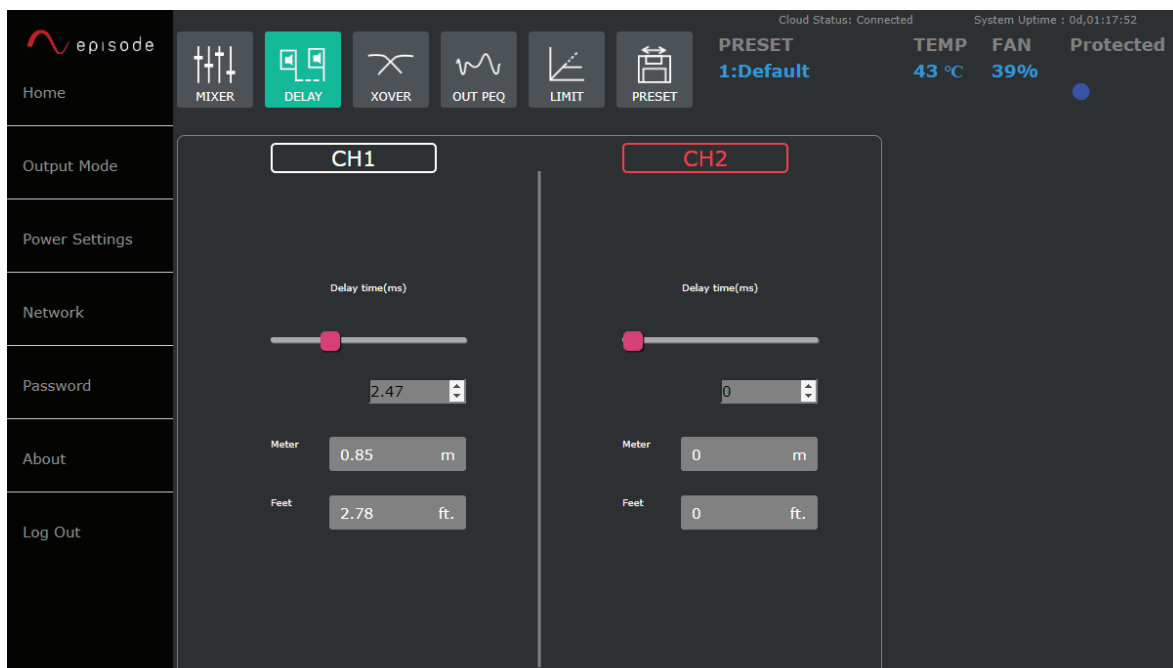 Cloud Status: Connected
System Uptime : 0d,01:17:52
epısode
PRESET
TEMP
FAN
Protected
1:Default
43 ℃
39%
MIXER
DELAY
XOVER
OUT PEQ
LIMIT
PRESET
Home
Output Mode
Power Settings
Network
Password
About
Log Out
CH1
Delay time(ms)
2.47
Meter
0.85 m
Feet
2.78 ft.
CH2
Delay time(ms)
0
Meter
0 m
Feet
0 ft.